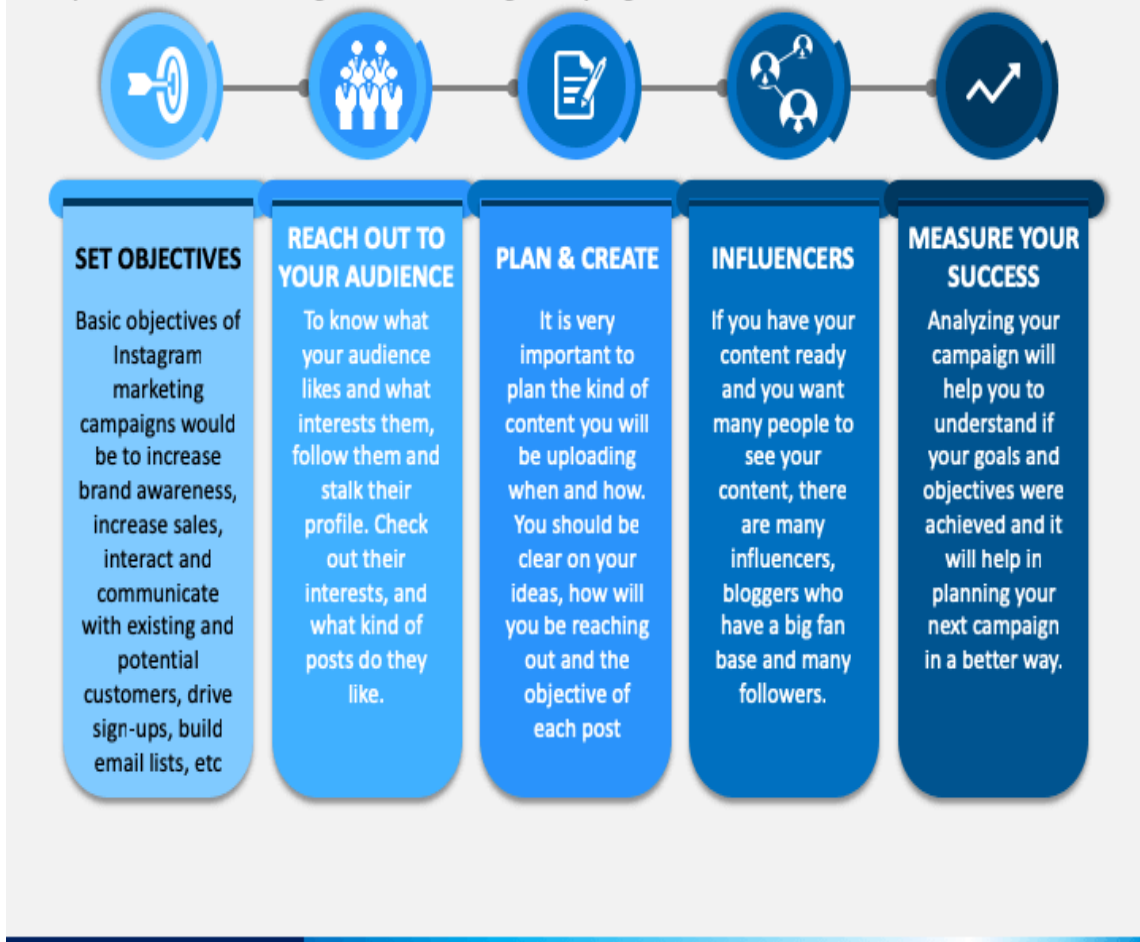 SET OBJECTIVES
Basic objectives of
Instagram
marketing
campaigns would
be to increase
brand awareness,
increase sales,
interact and
communicate
with existing and
potential
customers, drive
sign-ups, build
email lists, etc
REACH OUT TO
YOUR AUDIENCE
To know what
your audience
likes and what
interests them,
follow them and
stalk their
profile. Check
out their
interests, and
what kind of
posts do they
like.
PLAN & CREATE
It is very
important to
plan the kind of
content you will
be uploading
when and how.
You should be
clear on your
ideas, how will
you be reaching
out and the
objective of
each post
INFLUENCERS
If you have your
content ready
and you want
many people to
see your
content, there
are many
influencers,
bloggers who
have a big fan
base and many
followers.
MEASURE YOUR
SUCCESS
Analyzing your
campaign will
help you to
understand if
your goals and
objectives were
achieved and it
will help in
planning your
next campaign
in a better way.